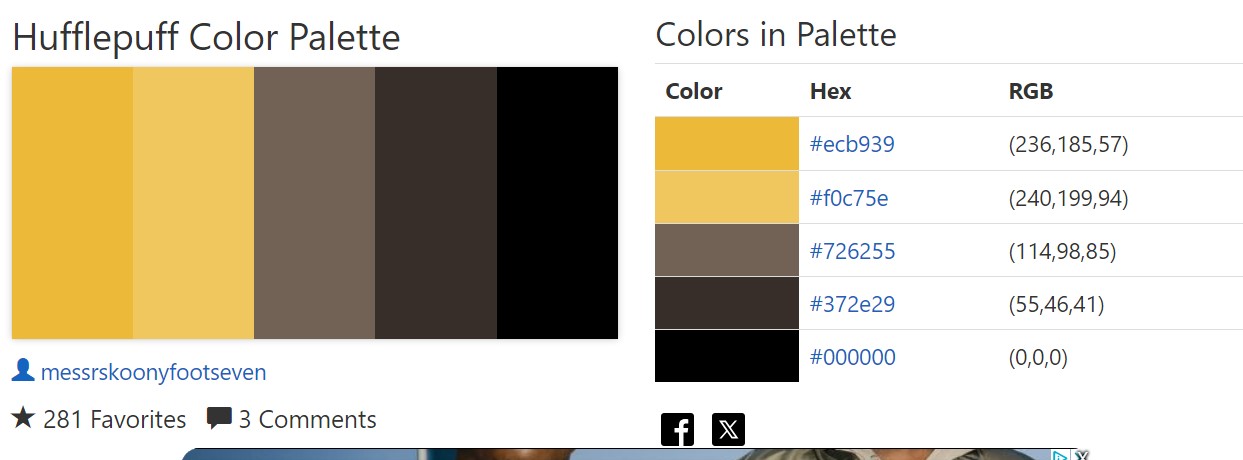 Hufflepuff Color Palette
messrskoonyfootseven
281 Favorites 3 Comments
Colors in Palette
Color Hex RGB
#ecb939 (236,185,57)
#f0c75e (240,199,94)
#726255 (114,98,85)
#372e29 (55,46,41)
#000000 (0,0,0)